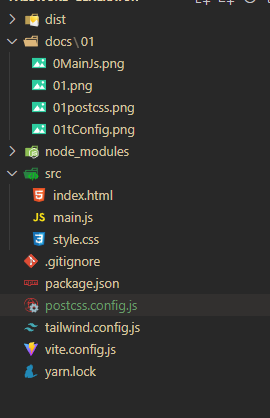 dist
docs\01
0MainJs.png
01.png
01postcss.png
01tConfig.png
node_modules
src
index.html
JS main.js
style.css
.gitignore
package.json
postcss.config.js
tailwind.config.js
vite.config.js
yarn.lock